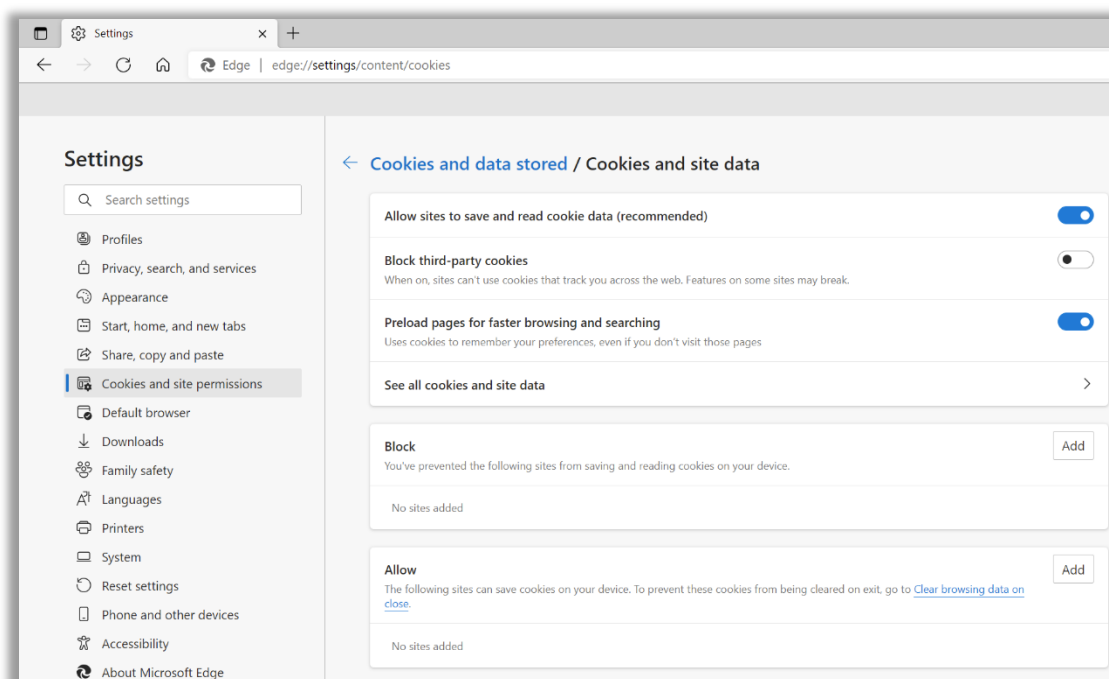 Settings
Edge | edge://settings/content/cookies
Settings
Search settings
Profiles
Privacy, search, and services
Appearance
Start, home, and new tabs
Share, copy and paste
Cookies and site permissions
Default browser
Downloads
Family safety
Languages
Printers
System
Reset settings
Phone and other devices
Accessibility
About Microsoft Edge
Cookies and data stored / Cookies and site data
Allow sites to save and read cookie data (recommended)
Block third-party cookies
When on, sites can't use cookies that track you across the web. Features on some sites may break.
Preload pages for faster browsing and searching
Uses cookies to remember your preferences, even if you don't visit those pages
See all cookies and site data
Block
Add
You've prevented the following sites from saving and reading cookies on your device.
No sites added
Allow
Add
The following sites can save cookies on your device. To prevent these cookies from being cleared on exit, go to Clear browsing data on
close.
No sites added